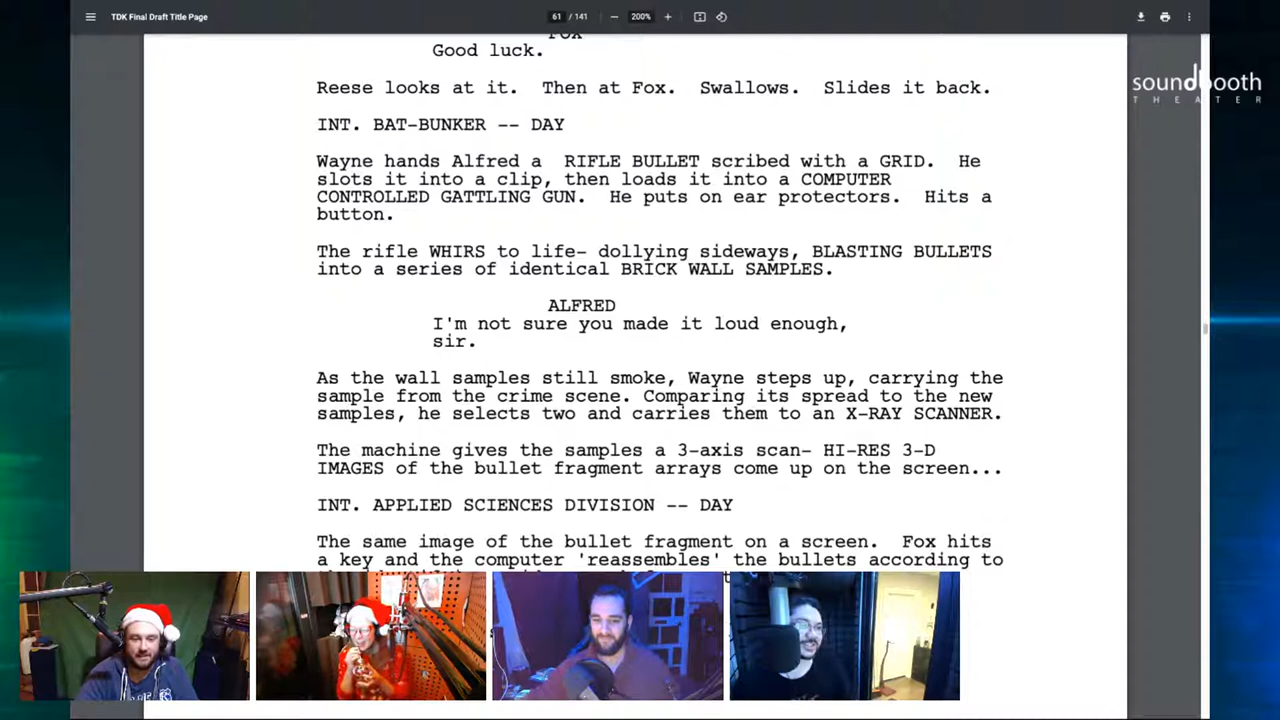 TDK Final Draft Title Page
61 / 141
200%
soundbooth
THEATER
FOX
Good luck.
Reese looks at it. Then at Fox. Swallows. Slides it back.
INT. BAT-BUNKER -- DAY
Wayne hands Alfred a RIFLE BULLET scribed with a GRID. He
slots it into a clip, then loads it into a COMPUTER
CONTROLLED GATTLING GUN. He puts on ear protectors. Hits a
button.
The rifle WHIRS to life- dollying sideways, BLASTING BULLETS
into a series of identical BRICK WALL SAMPLES.
ALFRED
I'm not sure you made it loud enough,
sir.
As the wall samples still smoke, Wayne steps up, carrying the
sample from the crime scene. Comparing its spread to the new
samples, he selects two and carries them to an X-RAY SCANNER.
The machine gives the samples a 3-axis scan- HI-RES 3-D
IMAGES of the bullet fragment arrays come up on the screen...
INT. APPLIED SCIENCES DIVISION -- DAY
The same image of the bullet fragment on a screen. Fox hits
a key and the computer 'reassembles' the bullets according to